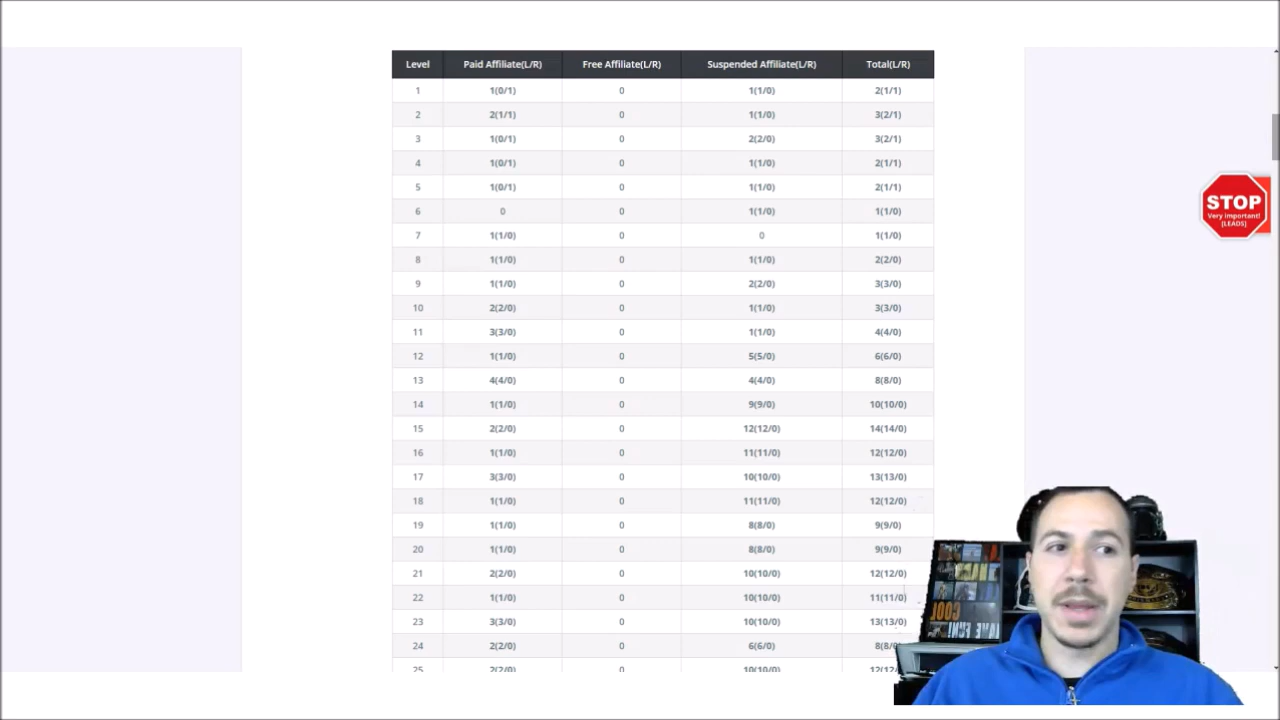 Level Paid Affiliate(L/R) Free Affiliate(L/R) Suspended Affiliate(L/R) Total(L/R)
1 1(0/1) 0 1(1/0) 2(1/1)
2 2(1/1) 0 1(1/0) 3(2/1)
3 1(0/1) 0 2(2/0) 3(2/1)
4 1(0/1) 0 1(1/0) 2(1/1)
5 1(0/1) 0 1(1/0) 2(1/1)
6 0 0 1(1/0) 1(1/0)
7 1(1/0) 0 0 1(1/0)
8 1(1/0) 0 1(1/0) 2(2/0)
9 1(1/0) 0 2(2/0) 3(3/0)
10 2(2/0) 0 1(1/0) 3(3/0)
11 3(3/0) 0 1(1/0) 4(4/0)
12 1(1/0) 0 5(5/0) 6(6/0)
13 4(4/0) 0 4(4/0) 8(8/0)
14 1(1/0) 0 9(9/0) 10(10/0)
15 2(2/0) 0 12(12/0) 14(14/0)
16 1(1/0) 0 11(11/0) 12(12/0)
17 3(3/0) 0 10(10/0) 13(13/0)
18 1(1/0) 0 11(11/0) 12(12/0)
19 1(1/0) 0 8(8/0) 9(9/0)
20 1(1/0) 0 8(8/0) 9(9/0)
21 2(2/0) 0 10(10/0) 12(12/0)
22 1(1/0) 0 10(10/0) 11(11/0)
23 3(3/0) 0 10(10/0) 13(13/0)
24 2(2/0) 0 6(6/0) 8(8/0)
25 2(2/0) 0 10(10/0)
STOP
Very important!
(LEADS)
COOL